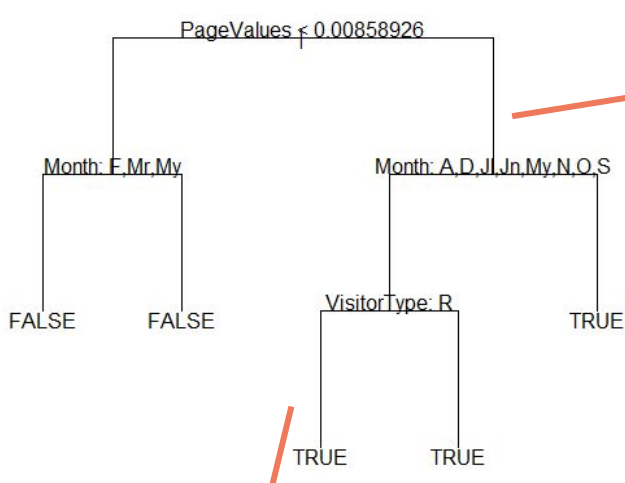 PageValues < 0.00858926
Month: F,Mr,My
Month: A,D,Jl,Jn,My,N,O,S
VisitorType: R
FALSE
FALSE
TRUE
TRUE
TRUE